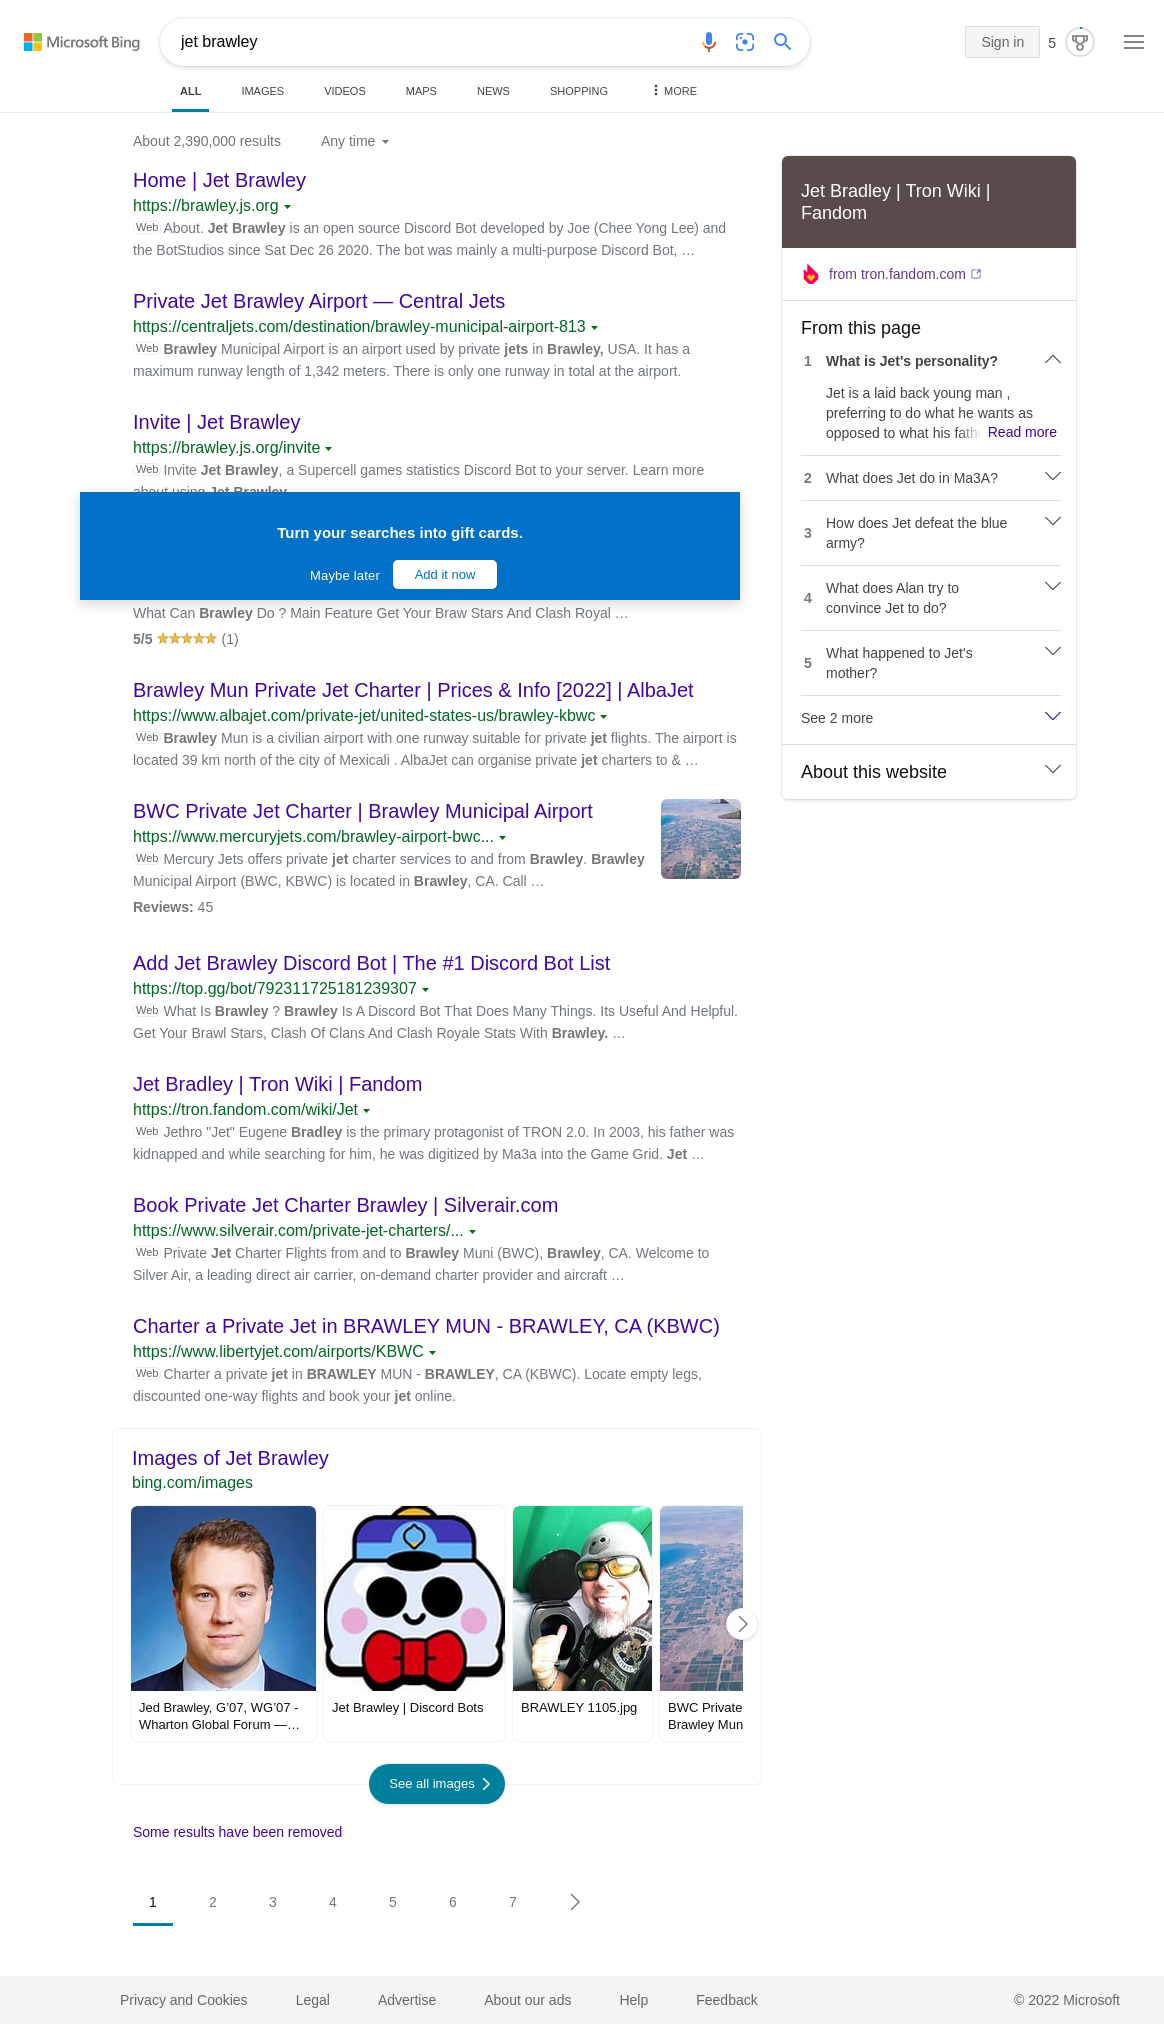 Microsoft Bing
jet brawley
Sign in
5
ALL
IMAGES
VIDEOS
MAPS
NEWS
SHOPPING
MORE
About 2,390,000 results
Any time
Home | Jet Brawley
https://brawley.js.org
Web About. Jet Brawley is an open source Discord Bot developed by Joe (Chee Yong Lee) and
the BotStudios since Sat Dec 26 2020. The bot was mainly a multi-purpose Discord Bot, …
Private Jet Brawley Airport — Central Jets
https://centraljets.com/destination/brawley-municipal-airport-813
Web Brawley Municipal Airport is an airport used by private jets in Brawley, USA. It has a
maximum runway length of 1,342 meters. There is only one runway in total at the airport.
Invite | Jet Brawley
https://brawley.js.org/invite
Web Invite Jet Brawley, a Supercell games statistics Discord Bot to your server. Learn more
about using Jet Brawley
Turn your searches into gift cards.
Maybe later
Add it now
What Can Brawley Do ? Main Feature Get Your Braw Stars And Clash Royal …
5/5 (1)
Brawley Mun Private Jet Charter | Prices & Info [2022] | AlbaJet
https://www.albajet.com/private-jet/united-states-us/brawley-kbwc
Web Brawley Mun is a civilian airport with one runway suitable for private jet flights. The airport is
located 39 km north of the city of Mexicali . AlbaJet can organise private jet charters to & …
BWC Private Jet Charter | Brawley Municipal Airport
https://www.mercuryjets.com/brawley-airport-bwc...
Web Mercury Jets offers private jet charter services to and from Brawley. Brawley
Municipal Airport (BWC, KBWC) is located in Brawley, CA. Call …
Reviews: 45
Add Jet Brawley Discord Bot | The #1 Discord Bot List
https://top.gg/bot/792311725181239307
Web What Is Brawley ? Brawley Is A Discord Bot That Does Many Things. Its Useful And Helpful.
Get Your Brawl Stars, Clash Of Clans And Clash Royale Stats With Brawley. …
Jet Bradley | Tron Wiki | Fandom
https://tron.fandom.com/wiki/Jet
Web Jethro "Jet" Eugene Bradley is the primary protagonist of TRON 2.0. In 2003, his father was
kidnapped and while searching for him, he was digitized by Ma3a into the Game Grid. Jet …
Book Private Jet Charter Brawley | Silverair.com
https://www.silverair.com/private-jet-charters/...
Web Private Jet Charter Flights from and to Brawley Muni (BWC), Brawley, CA. Welcome to
Silver Air, a leading direct air carrier, on-demand charter provider and aircraft …
Charter a Private Jet in BRAWLEY MUN - BRAWLEY, CA (KBWC)
https://www.libertyjet.com/airports/KBWC
Web Charter a private jet in BRAWLEY MUN - BRAWLEY, CA (KBWC). Locate empty legs,
discounted one-way flights and book your jet online.
Images of Jet Brawley
bing.com/images
Jed Brawley, G’07, WG’07 -
Wharton Global Forum —…
Jet Brawley | Discord Bots
BRAWLEY 1105.jpg
BWC Private
Brawley Mun
See all images
Some results have been removed
1
2
3
4
5
6
7
Jet Bradley | Tron Wiki |
Fandom
from tron.fandom.com
From this page
1 What is Jet's personality?
Jet is a laid back young man ,
preferring to do what he wants as
opposed to what his fathe Read more
2 What does Jet do in Ma3A?
3 How does Jet defeat the blue
army?
4 What does Alan try to
convince Jet to do?
5 What happened to Jet's
mother?
See 2 more
About this website
Privacy and Cookies
Legal
Advertise
About our ads
Help
Feedback
© 2022 Microsoft